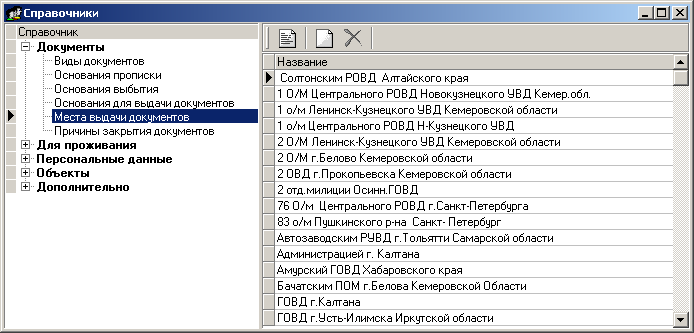 Справочники
Справочник
Документы
Виды документов
Основания прописки
Основания выбытия
Основания для выдачи документов
Места выдачи документов
Причины закрытия документов
Для проживания
Персональные данные
Объекты
Дополнительно
Название
Солтонским РОВД Алтайского края
1 О/М Центрального РОВД Новокузнецкого УВД Кемер.обл.
1 о/м Ленинск-Кузнецкого УВД Кемеровской области
1 о/м Центрального РОВД Н-Кузнецкого УВД
2 О/М Ленинск-Кузнецкого УВД Кемеровской области
2 О/М г.Белово Кемеровской области
2 ОВД г.Прокопьевска Кемеровской области
2 отд.милиции Осинн.ГОВД
76 О/м Центрального РОВД г.Санкт-Петербурга
83 о/м Пушкинского р-на Санкт- Петербург
Автозаводским РУВД г.Тольятти Самарской области
Администрацией г. Калтана
Амурский ГОВД Хабаровского края
Бачатским ПОМ г.Белова Кемеровской Области
ГОВД г.Калтана
ГОВД г.Усть-Илимска Иркутской области